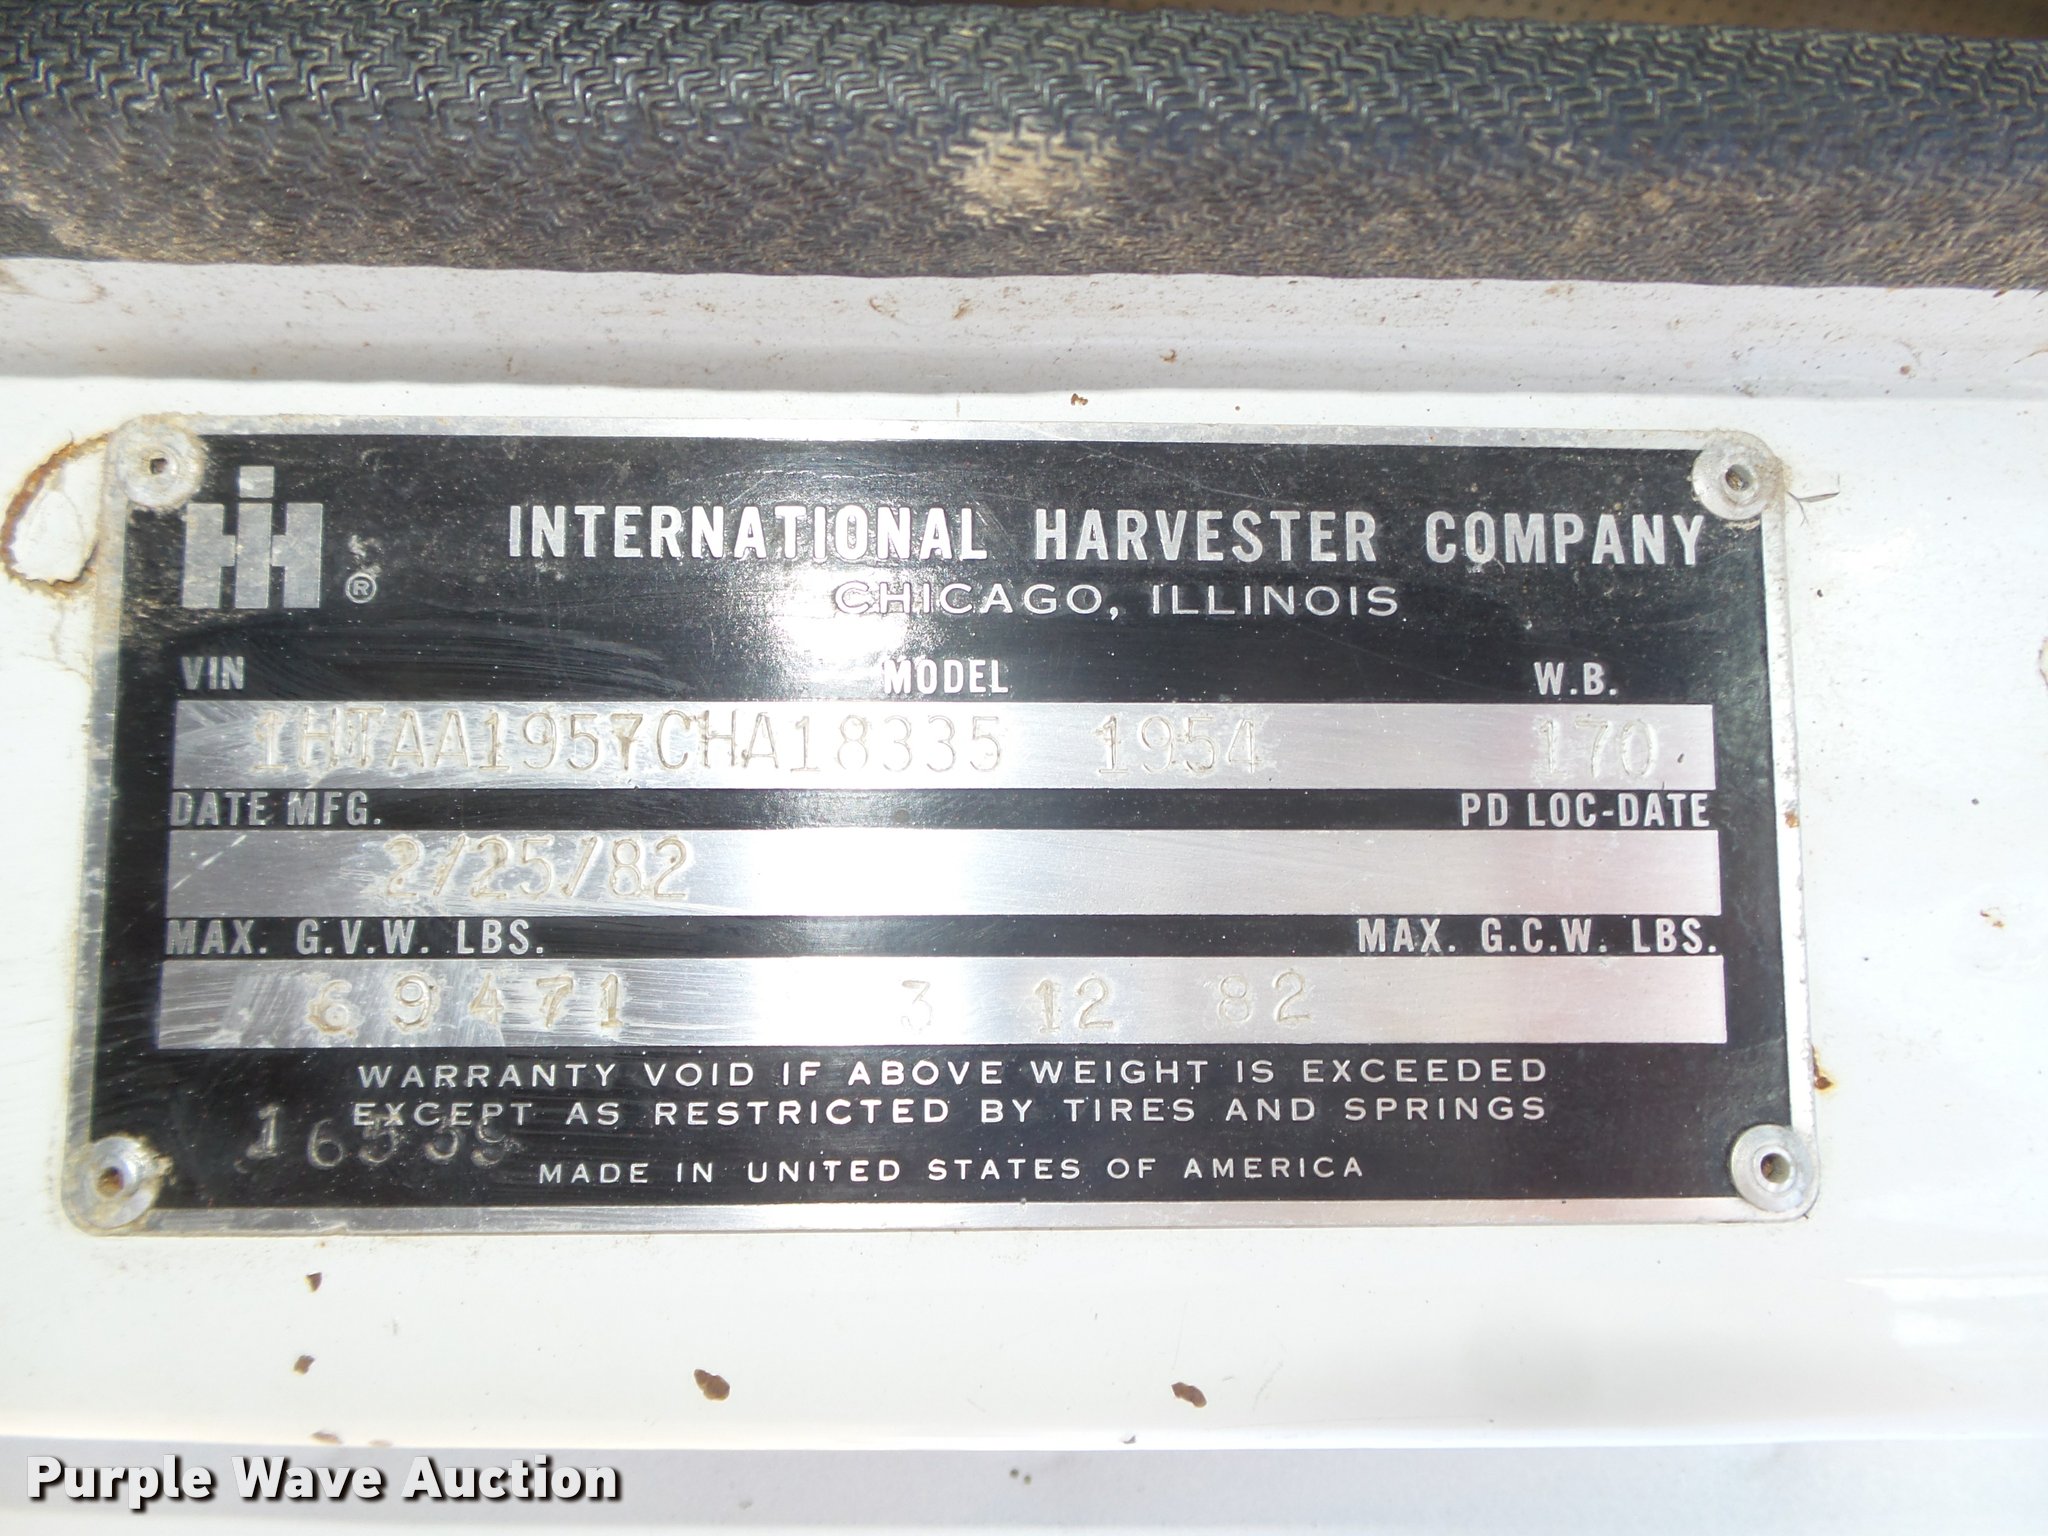 IH ®
INTERNATIONAL HARVESTER COMPANY
CHICAGO, ILLINOIS
VIN MODEL W.B.
1HTAA1957CHA18335 1954 170
DATE MFG. PD LOC-DATE
2/25/82
MAX. G.V.W. LBS. MAX. G.C.W. LBS.
69471 3 12 82
WARRANTY VOID IF ABOVE WEIGHT IS EXCEEDED
EXCEPT AS RESTRICTED BY TIRES AND SPRINGS
16539
MADE IN UNITED STATES OF AMERICA
Purple Wave Auction